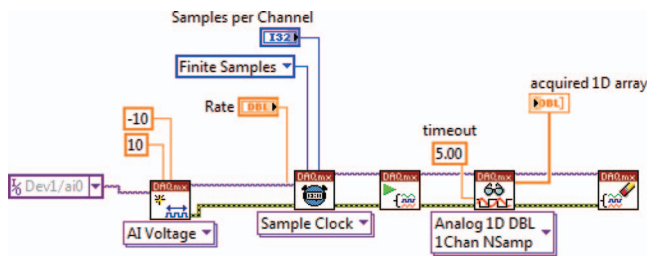 Samples per Channel
I32
Finite Samples
acquired 1D array
Rate
DBL
DBL]
-10
timeout
10
5.00
I/O Dev1/ai0
DAQmx
DAQmx
DAQmx
DAQmx
DAQmx
AI Voltage
Sample Clock
Analog 1D DBL
1Chan NSamp